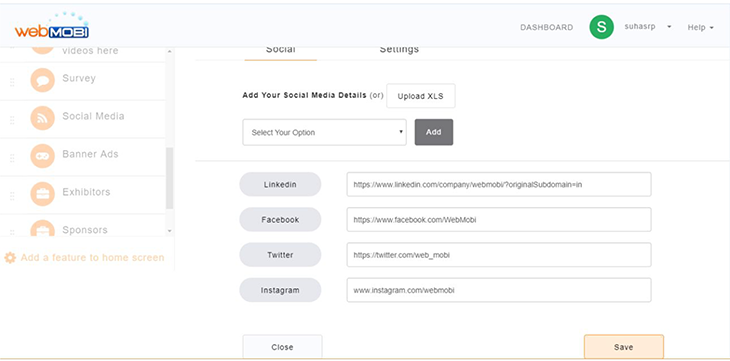 webMOBI
DASHBOARD
S
suhasrp
Help
videos here
Survey
Social Media
Banner Ads
Exhibitors
Sponsors
Add a feature to home screen
Social
Settings
Add Your Social Media Details (or) Upload XLS
Select Your Option
Add
Linkedin
https://www.linkedin.com/company/webmobi/?originalSubdomain=in
Facebook
https://www.facebook.com/WebMobi
Twitter
https://twitter.com/web_mobi
Instagram
www.instagram.com/webmobi
Close
Save